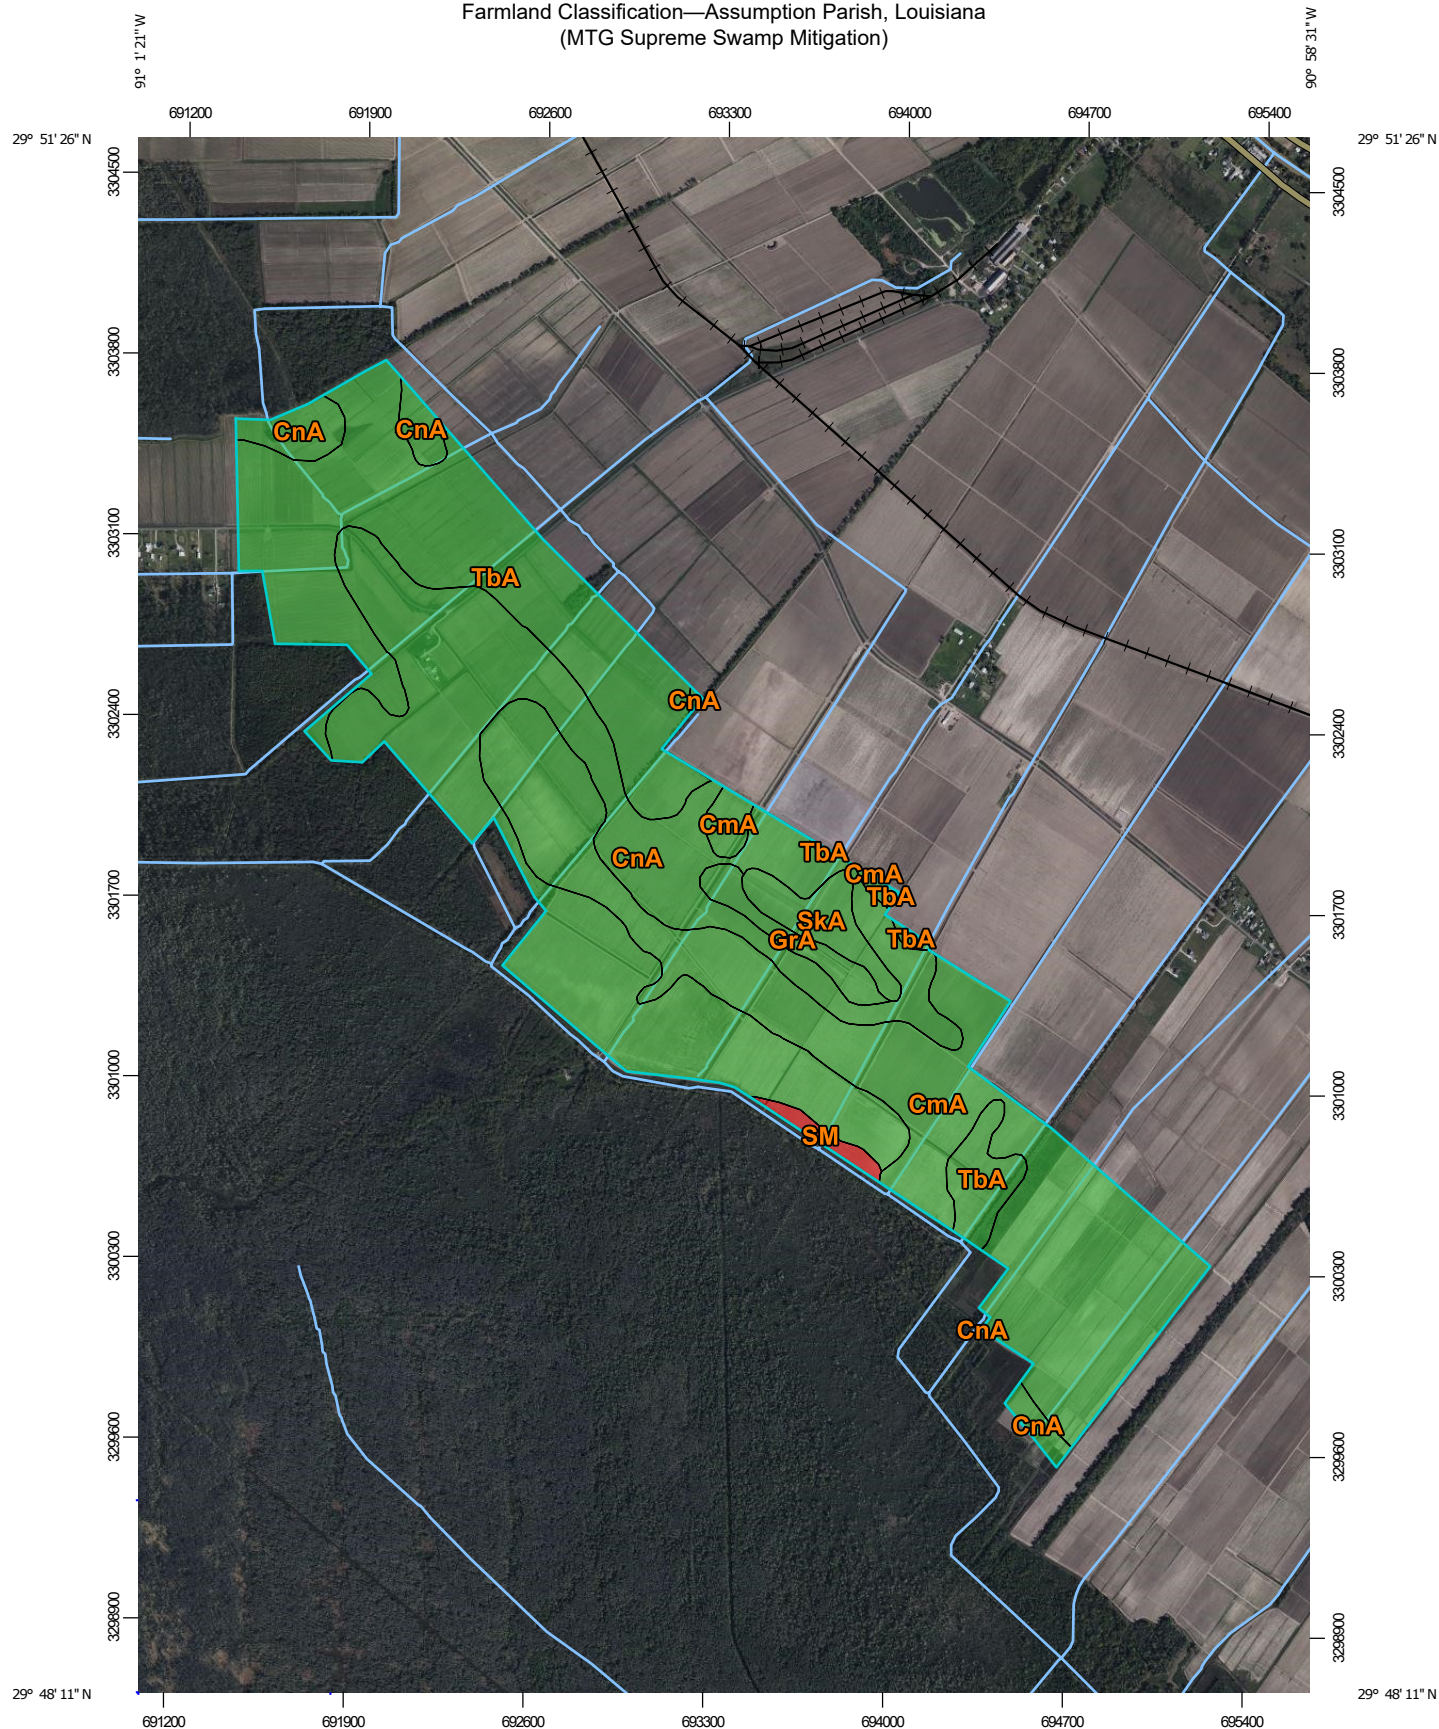 Farmland Classification—Assumption Parish, Louisiana
(MTG Supreme Swamp Mitigation)
91° 1' 21'' W
90° 58' 31'' W
691200 691900 692600 693300 694000 694700 695400
29° 51' 26'' N
29° 51' 26'' N
3304500
3304500
3303800
3303800
CnA
CnA
3303100
3303100
TbA
CnA
3302400
3302400
CmA
TbA
CnA
CmA
TbA
3301700
3301700
SkA
GrA
TbA
3301000
3301000
CmA
SM
TbA
3300300
3300300
CnA
CnA
3299600
3299600
3298900
3298900
29° 48' 11'' N
29° 48' 11'' N
691200 691900 692600 693300 694000 694700 695400